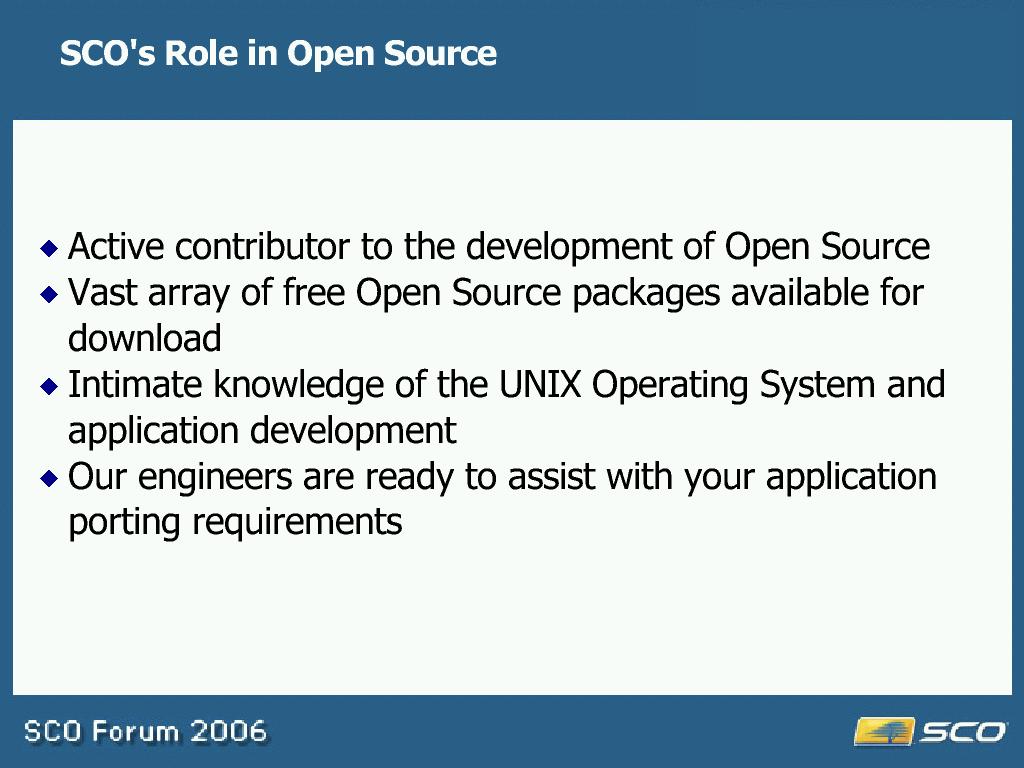 SCO's Role in Open Source
Active contributor to the development of Open Source
Vast array of free Open Source packages available for
download
Intimate knowledge of the UNIX Operating System and
application development
Our engineers are ready to assist with your application
porting requirements
SCO Forum 2006
SCO